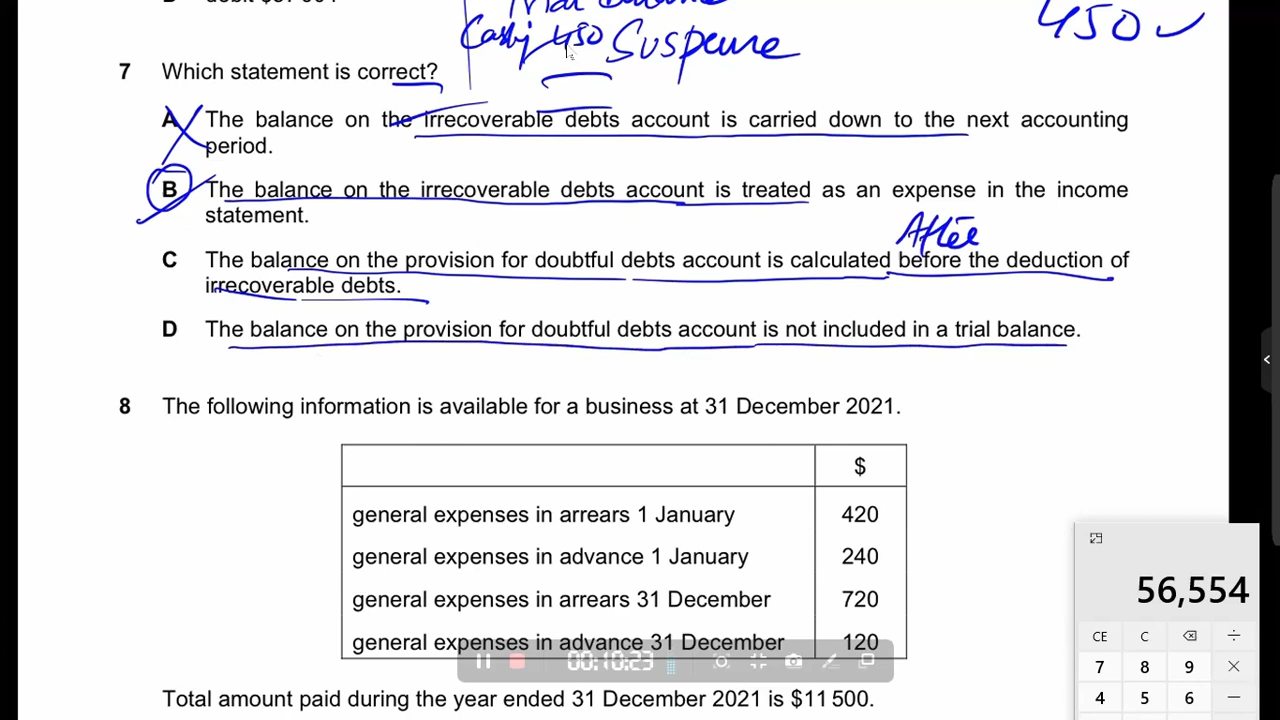 Cash 450 Suspense
450
7 Which statement is correct?
A The balance on the irrecoverable debts account is carried down to the next accounting
period.
B The balance on the irrecoverable debts account is treated as an expense in the income
statement.
After
C The balance on the provision for doubtful debts account is calculated before the deduction of
irrecoverable debts.
D The balance on the provision for doubtful debts account is not included in a trial balance.
8 The following information is available for a business at 31 December 2021.
$
general expenses in arrears 1 January 420
general expenses in advance 1 January 240
general expenses in arrears 31 December 720
general expenses in advance 31 December 120
00:10:23
Total amount paid during the year ended 31 December 2021 is $11 500.
56,554
CE C ⌫ ÷
7 8 9 ×
4 5 6 −